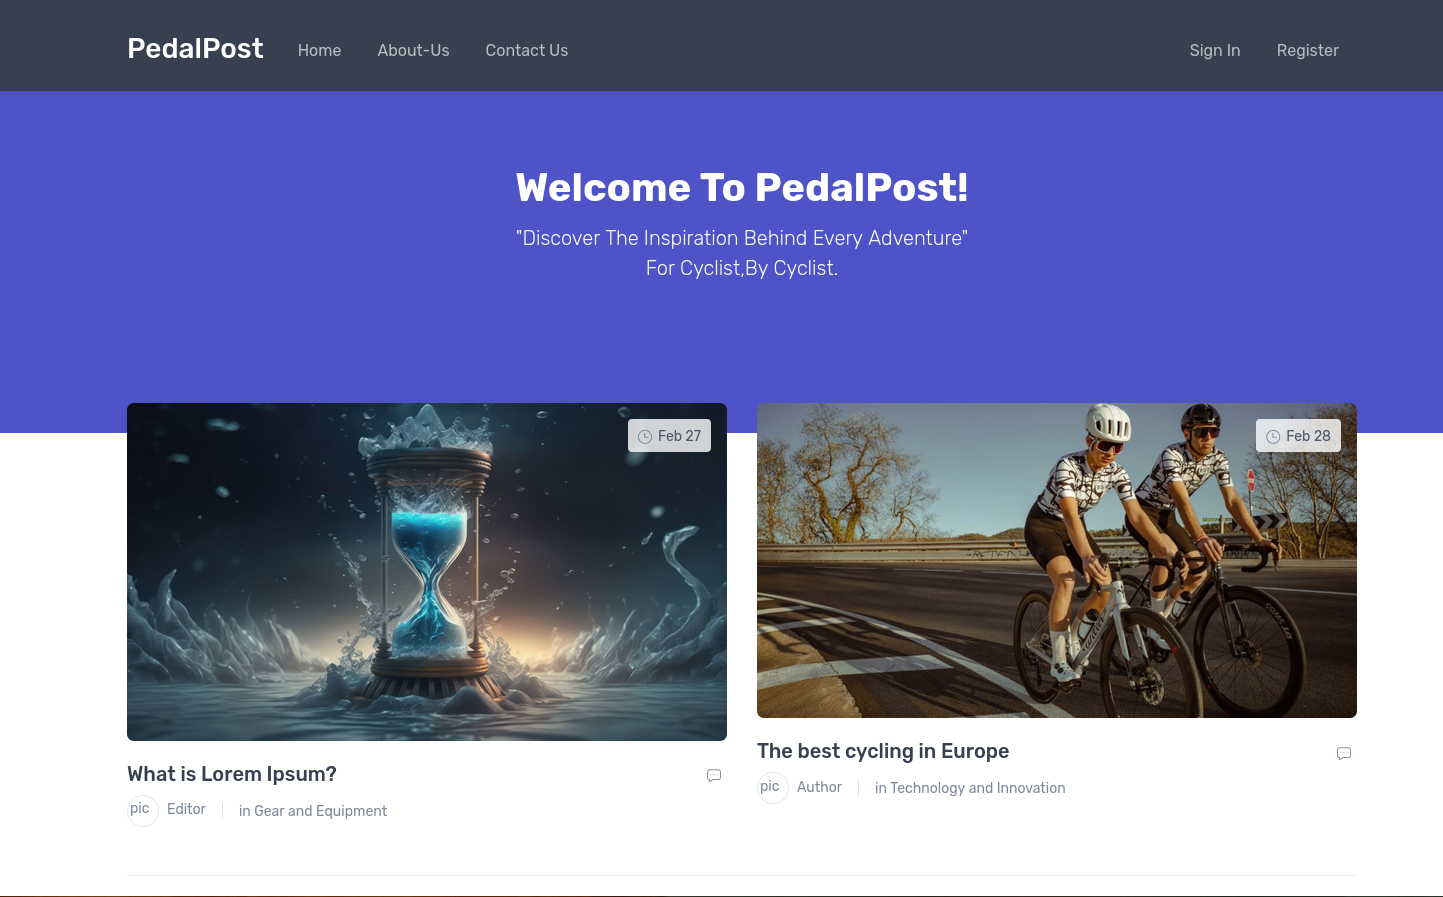 PedalPost Home About-Us Contact Us Sign In Register
Welcome To PedalPost!
"Discover The Inspiration Behind Every Adventure"
For Cyclist,By Cyclist.
Feb 27
What is Lorem Ipsum?
pic Editor in Gear and Equipment
Feb 28
The best cycling in Europe
pic Author in Technology and Innovation